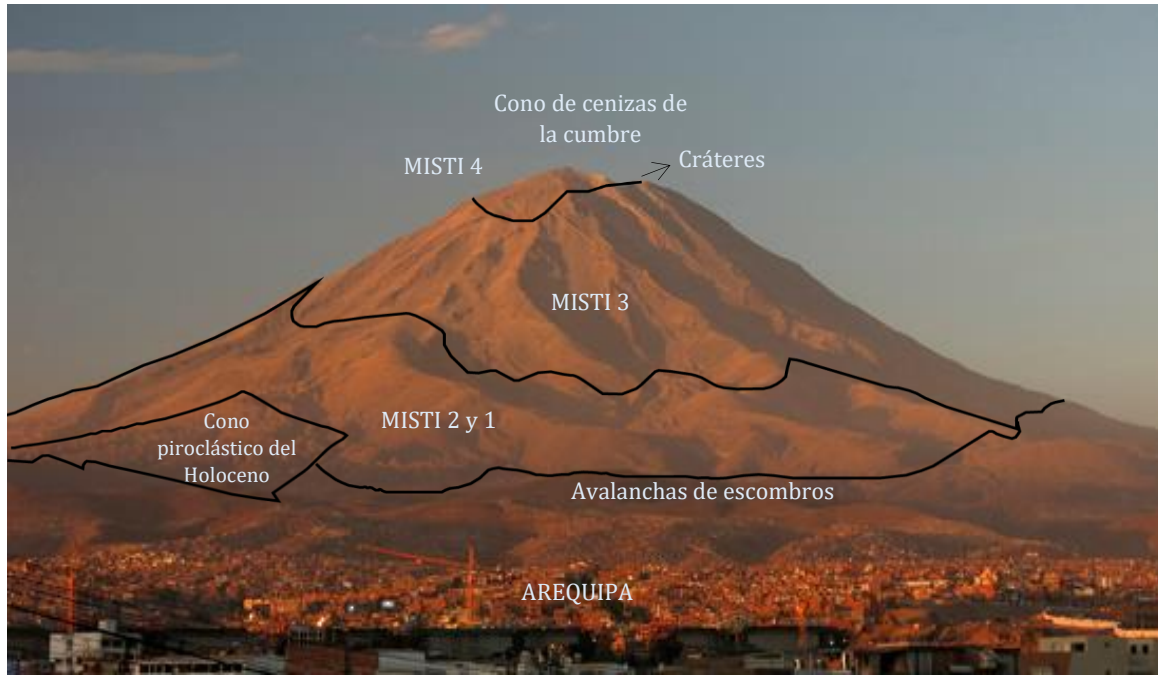 Cono de cenizas de
la cumbre
MISTI 4
Cráteres
MISTI 3
Cono
piroclástico del
Holoceno
MISTI 2 y 1
Avalanchas de escombros
AREQUIPA